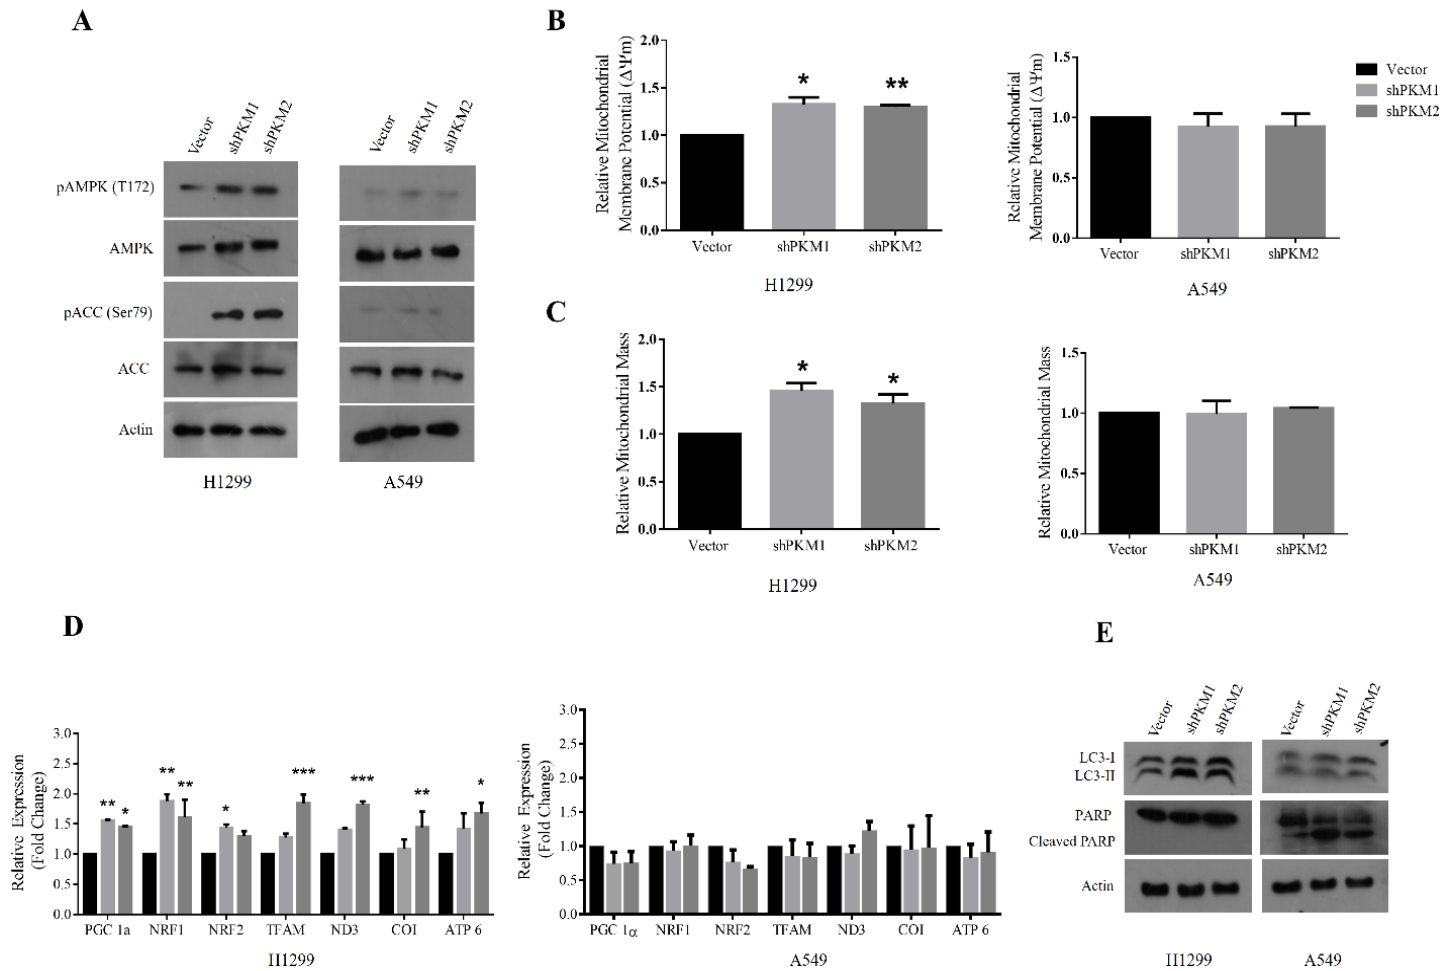 A
Vector
shPKM1
shPKM2
Vector
shPKM1
shPKM2
pAMPK (T172)
AMPK
pACC (Ser79)
ACC
Actin
H1299
A549
B
Relative Mitochondrial
Membrane Potential (ΔΨm)
2.0
1.5
1.0
0.5
0.0
*
**
Vector
shPKM1
shPKM2
H1299
Relative Mitochondrial
Membrane Potential (ΔΨm)
1.5
1.0
0.5
0.0
Vector
shPKM1
shPKM2
A549
Vector
shPKM1
shPKM2
C
Relative Mitochondrial Mass
2.0
1.5
1.0
0.5
0.0
*
*
Vector
shPKM1
shPKM2
H1299
Relative Mitochondrial Mass
1.5
1.0
0.5
0.0
Vector
shPKM1
shPKM2
A549
D
Relative Expression
(Fold Change)
3.0
2.5
2.0
1.5
1.0
0.5
0.0
** * ** ** * *** *** ** *
PGC 1a NRF1 NRF2 TFAM ND3 COI ATP 6
H1299
Relative Expression
(Fold Change)
3.0
2.5
2.0
1.5
1.0
0.5
0.0
PGC 1α NRF1 NRF2 TFAM ND3 COI ATP 6
A549
E
Vector
shPKM1
shPKM2
Vector
shPKM1
shPKM2
LC3-I
LC3-II
PARP
Cleaved PARP
Actin
H1299
A549